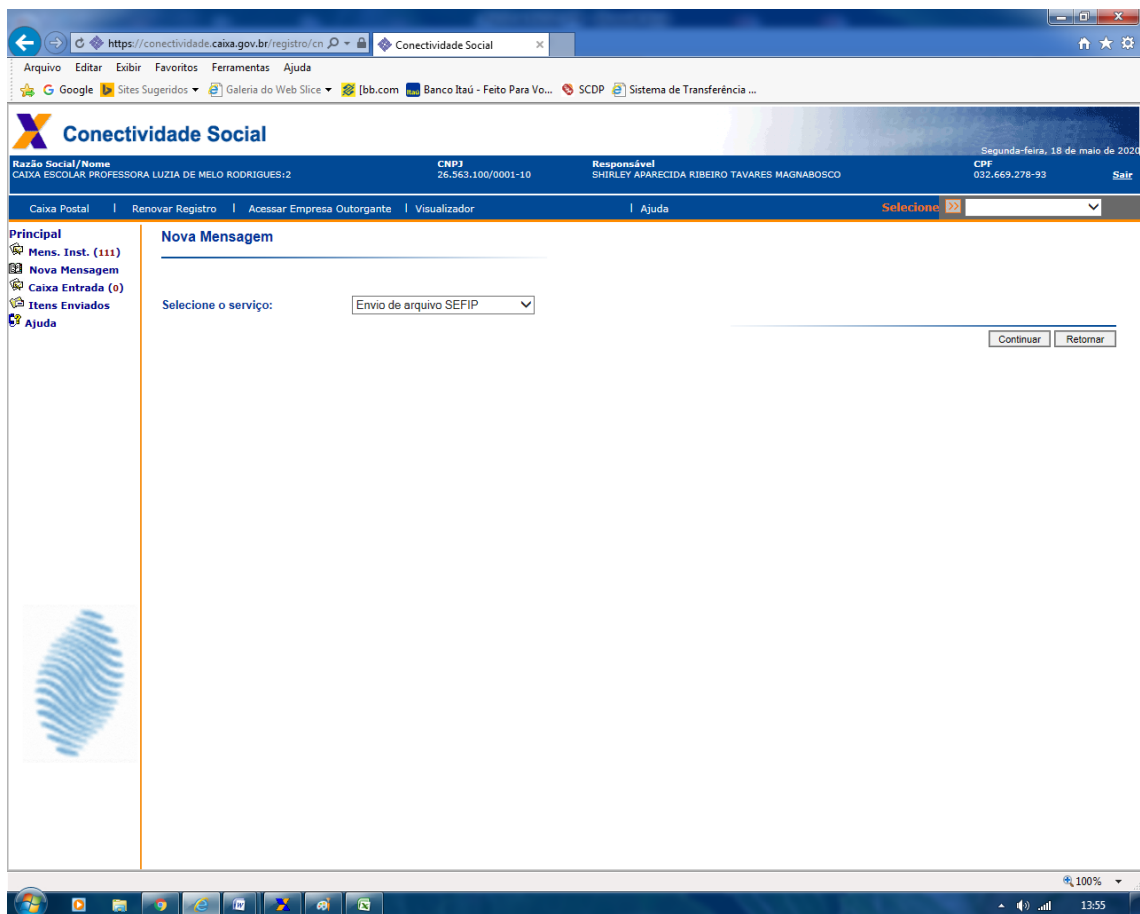 https://conectividade.caixa.gov.br/registro/cn
Conectividade Social
Arquivo Editar Exibir Favoritos Ferramentas Ajuda
Google Sites Sugeridos Galeria do Web Slice [bb.com Banco Itaú - Feito Para Vo... SCDP Sistema de Transferência ...
Conectividade Social
Segunda-feira, 18 de maio de 2020
Razão Social/Nome CNPJ Responsável CPF
CAIXA ESCOLAR PROFESSORA LUZIA DE MELO RODRIGUES:2 26.563.100/0001-10 SHIRLEY APARECIDA RIBEIRO TAVARES MAGNABOSCO 032.669.278-93 Sair
Caixa Postal | Renovar Registro | Acessar Empresa Outorgante | Visualizador | Ajuda Selecione
Principal
Mens. Inst. (111)
Nova Mensagem
Caixa Entrada (0)
Itens Enviados
Ajuda
Nova Mensagem
Selecione o serviço: Envio de arquivo SEFIP
Continuar Retornar
100%
13:55